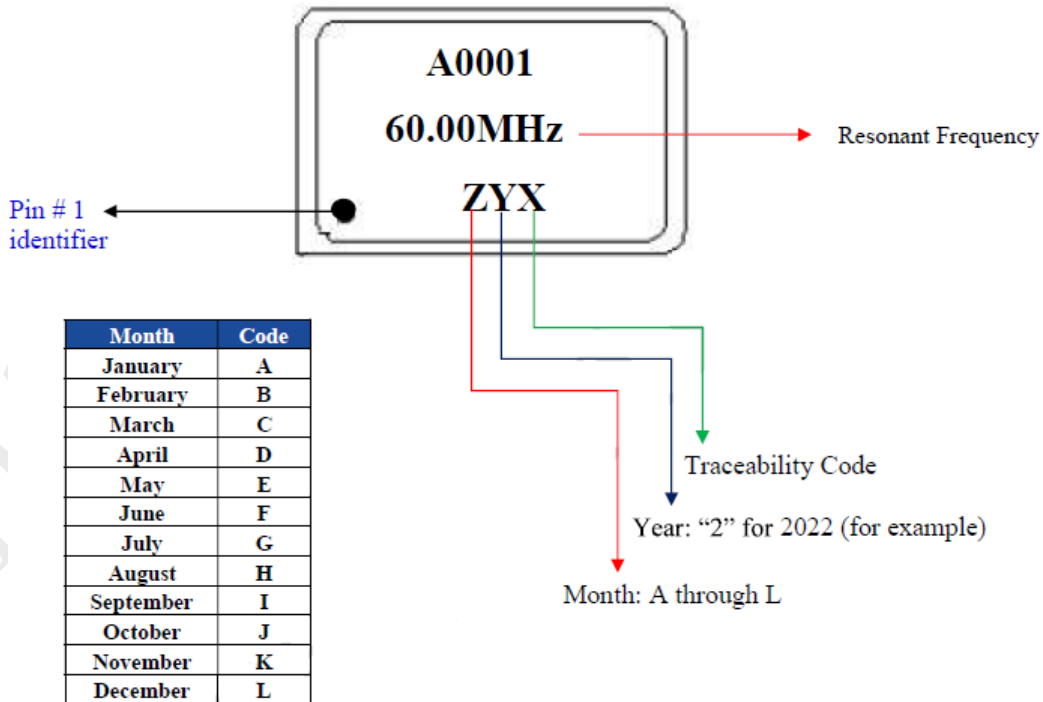 A0001
60.00MHz
Resonant Frequency
ZYX
Pin # 1
identifier
Month Code
January A
February B
March C
April D
May E
June F
July G
August H
September I
October J
November K
December L
Traceability Code
Year: “2” for 2022 (for example)
Month: A through L